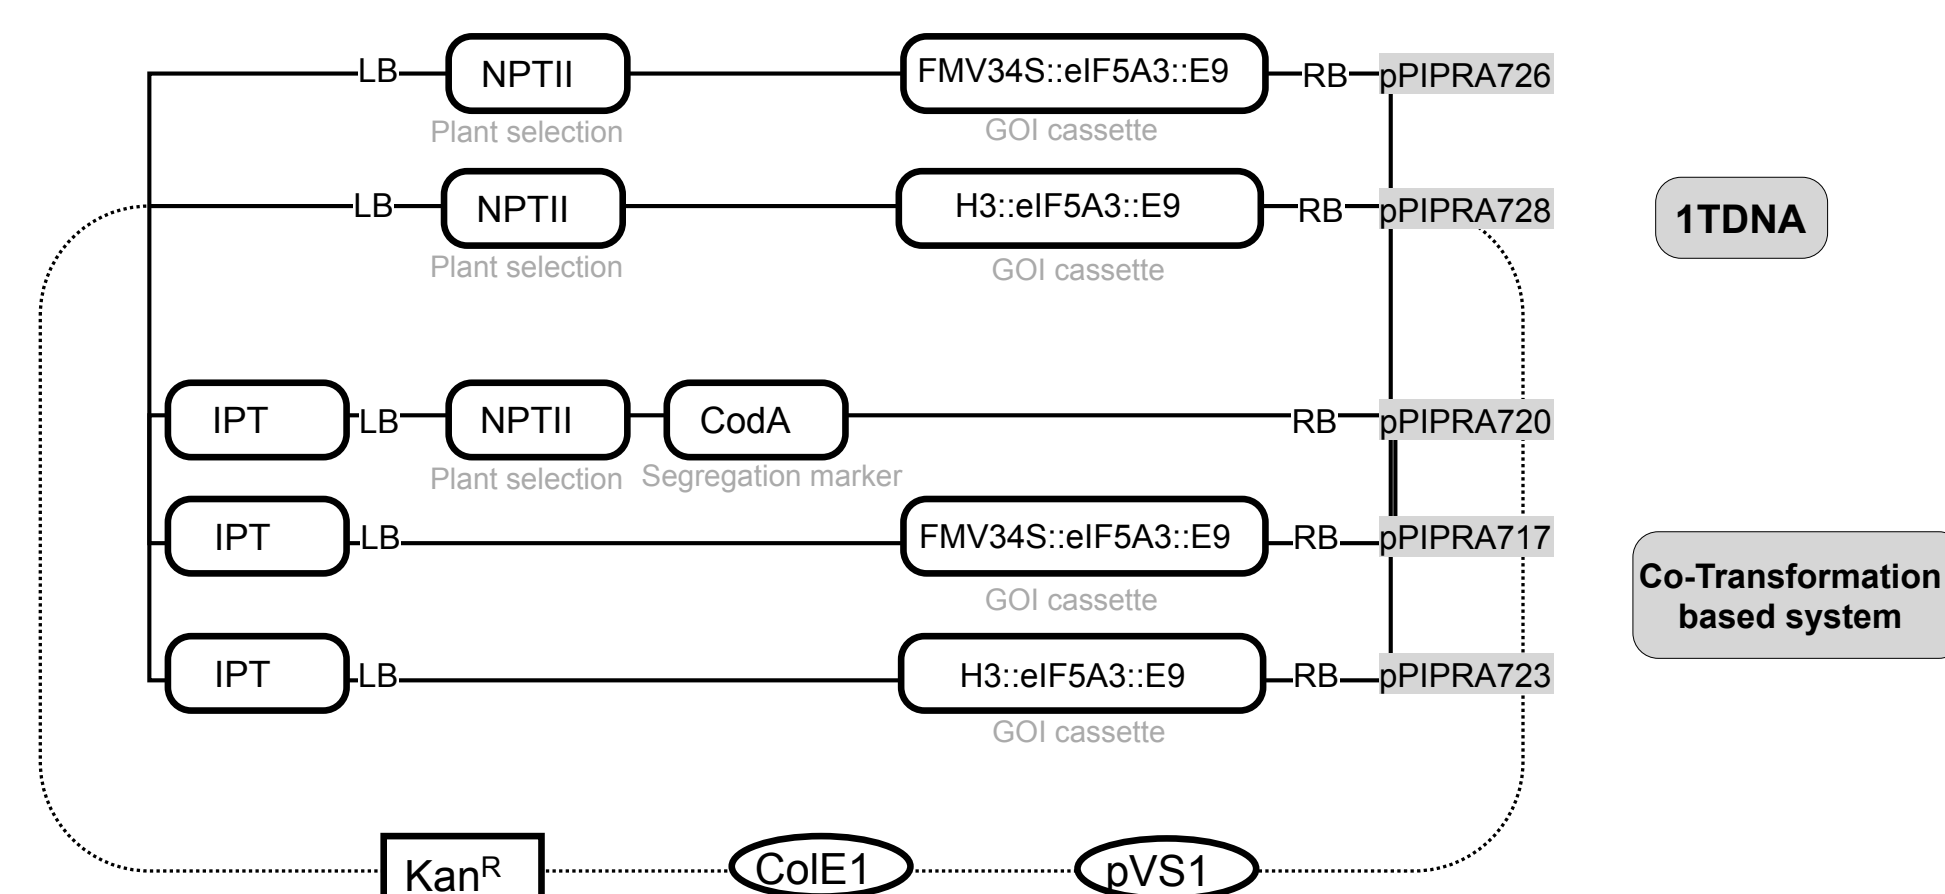 LB NPTII FMV34S::eIF5A3::E9 RB pPIPRA726
Plant selection GOI cassette
LB NPTII H3::eIF5A3::E9 RB pPIPRA728
1TDNA
Plant selection GOI cassette
IPT LB NPTII CodA RB pPIPRA720
Plant selection Segregation marker
IPT LB FMV34S::eIF5A3::E9 RB pPIPRA717
GOI cassette
Co-Transformation
based system
IPT LB H3::eIF5A3::E9 RB pPIPRA723
GOI cassette
Kanᴿ ColE1 pVS1